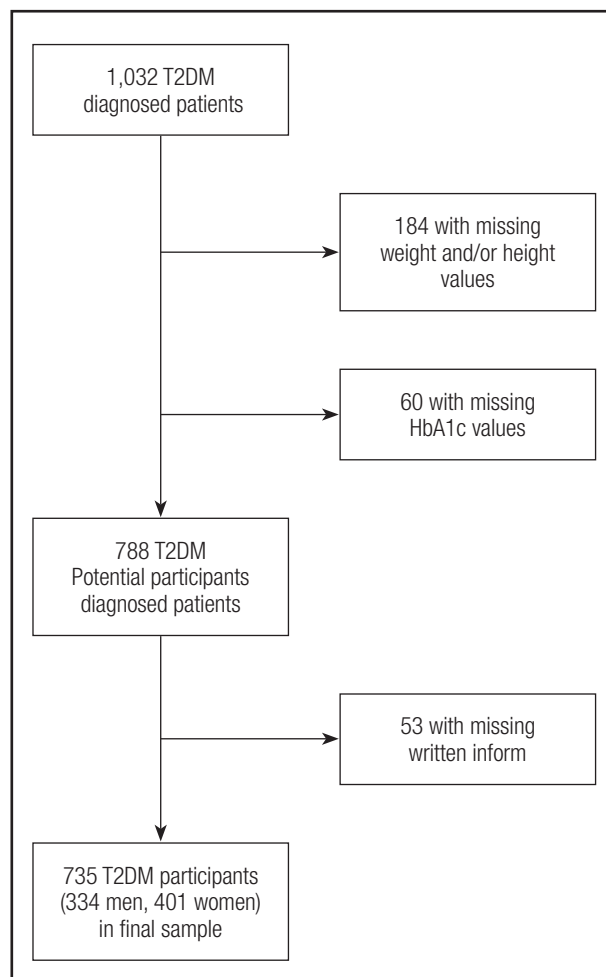 1,032 T2DM
diagnosed patients
184 with missing
weight and/or height
values
60 with missing
HbA1c values
788 T2DM
Potential participants
diagnosed patients
53 with missing
written inform
735 T2DM participants
(334 men, 401 women)
in final sample